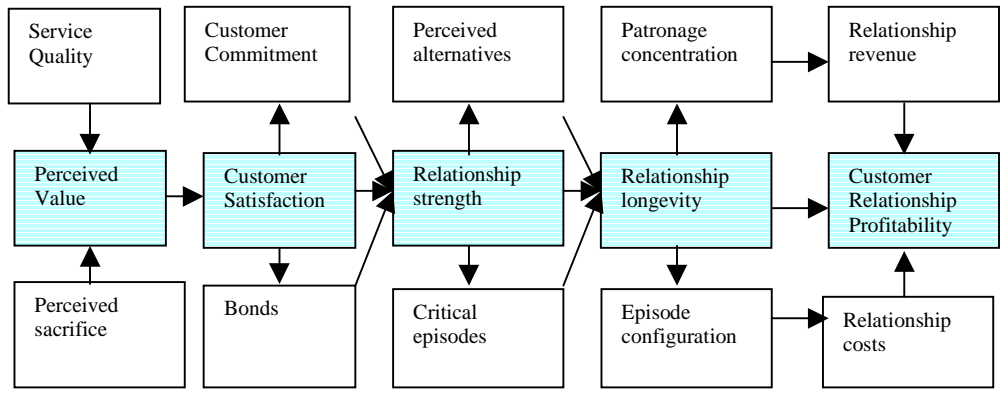 Service
Quality
Customer
Commitment
Perceived
alternatives
Patronage
concentration
Relationship
revenue
Perceived
Value
Customer
Satisfaction
Relationship
strength
Relationship
longevity
Customer
Relationship
Profitability
Perceived
sacrifice
Bonds
Critical
episodes
Episode
configuration
Relationship
costs